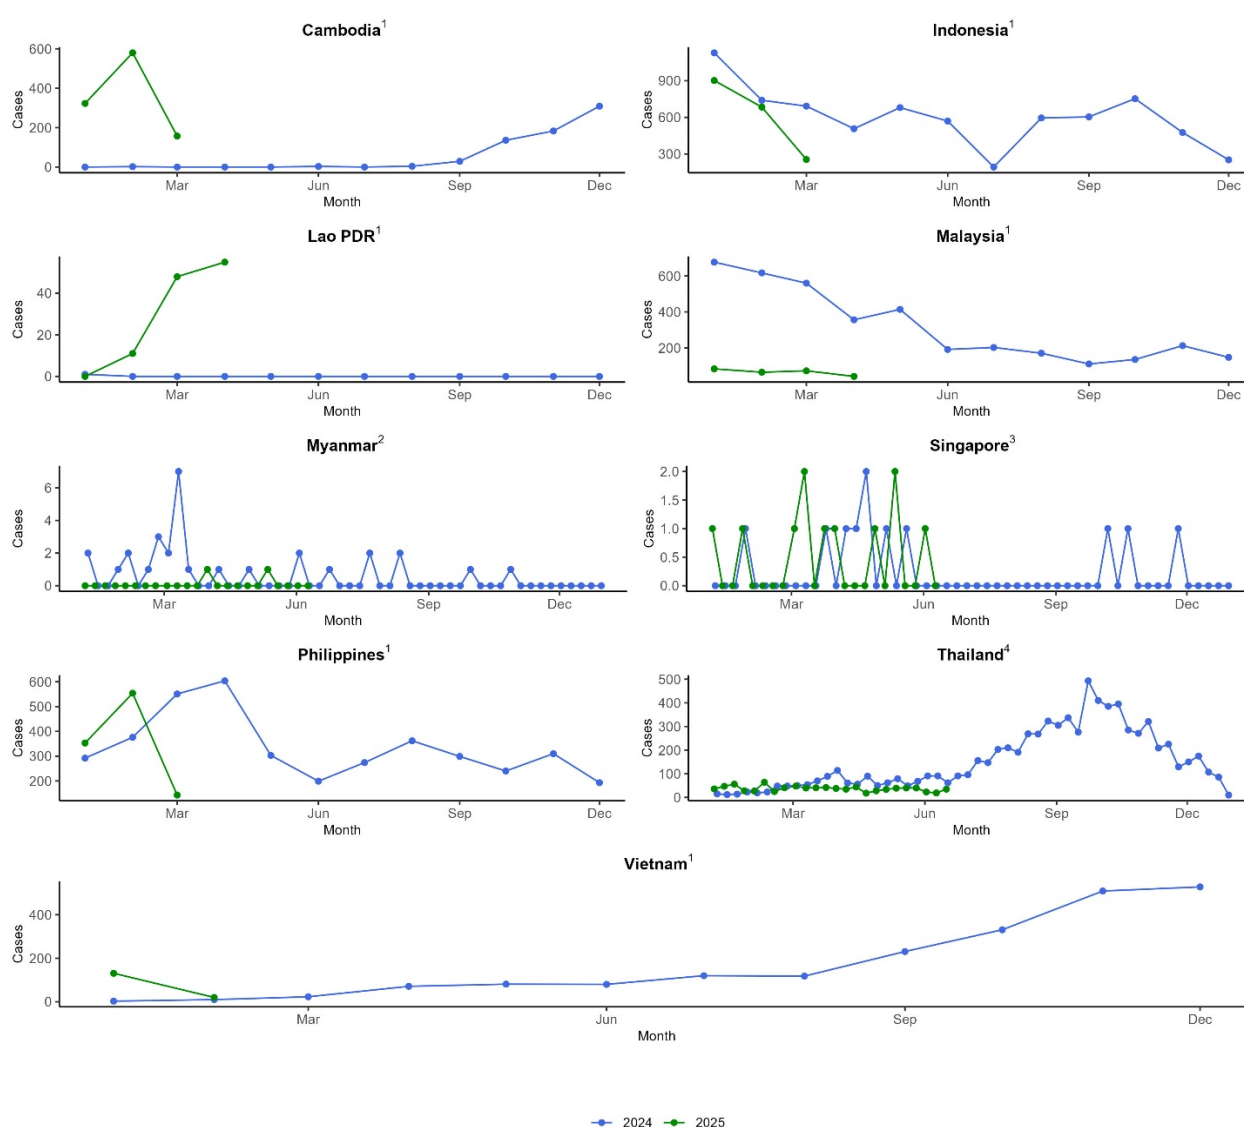 Cambodia1
Indonesia1
600
400
200
0
Cases
Mar
Jun
Sep
Dec
Month
900
600
300
Cases
Mar
Jun
Sep
Dec
Month
Lao PDR1
Malaysia1
40
20
0
Cases
Mar
Jun
Sep
Dec
Month
600
400
200
Cases
Mar
Jun
Sep
Dec
Month
Myanmar2
Singapore3
6
4
2
0
Cases
Mar
Jun
Sep
Dec
Month
2.0
1.5
1.0
0.5
0.0
Cases
Mar
Jun
Sep
Dec
Month
Philippines1
Thailand4
600
500
400
300
200
Cases
Mar
Jun
Sep
Dec
Month
500
400
300
200
100
0
Cases
Mar
Jun
Sep
Dec
Month
Vietnam1
400
200
0
Cases
Mar
Jun
Sep
Dec
Month
2024 2025